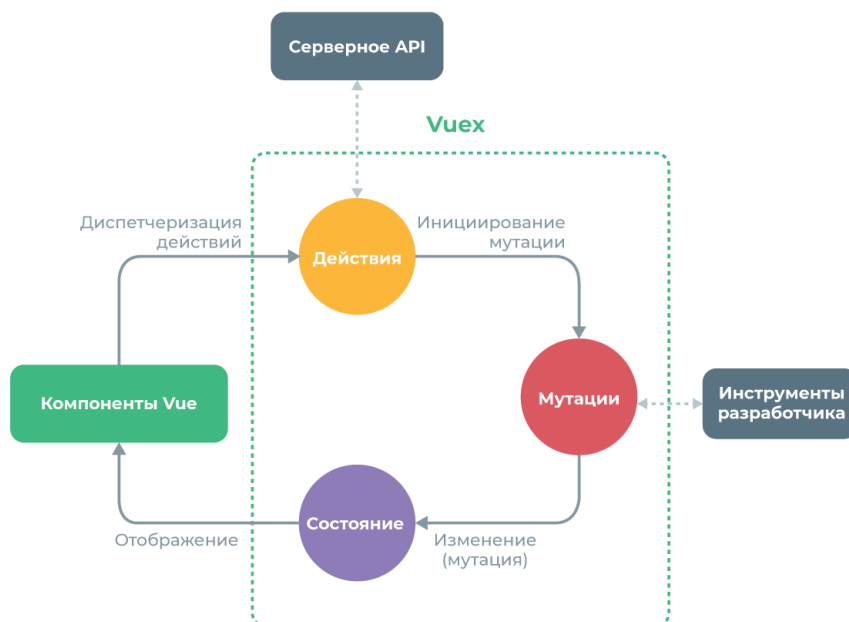 Серверное API
Vuex
Диспетчеризация
действий
Инициирование
мутации
Действия
Компоненты Vue
Мутации
Инструменты
разработчика
Состояние
Отображение
Изменение
(мутация)